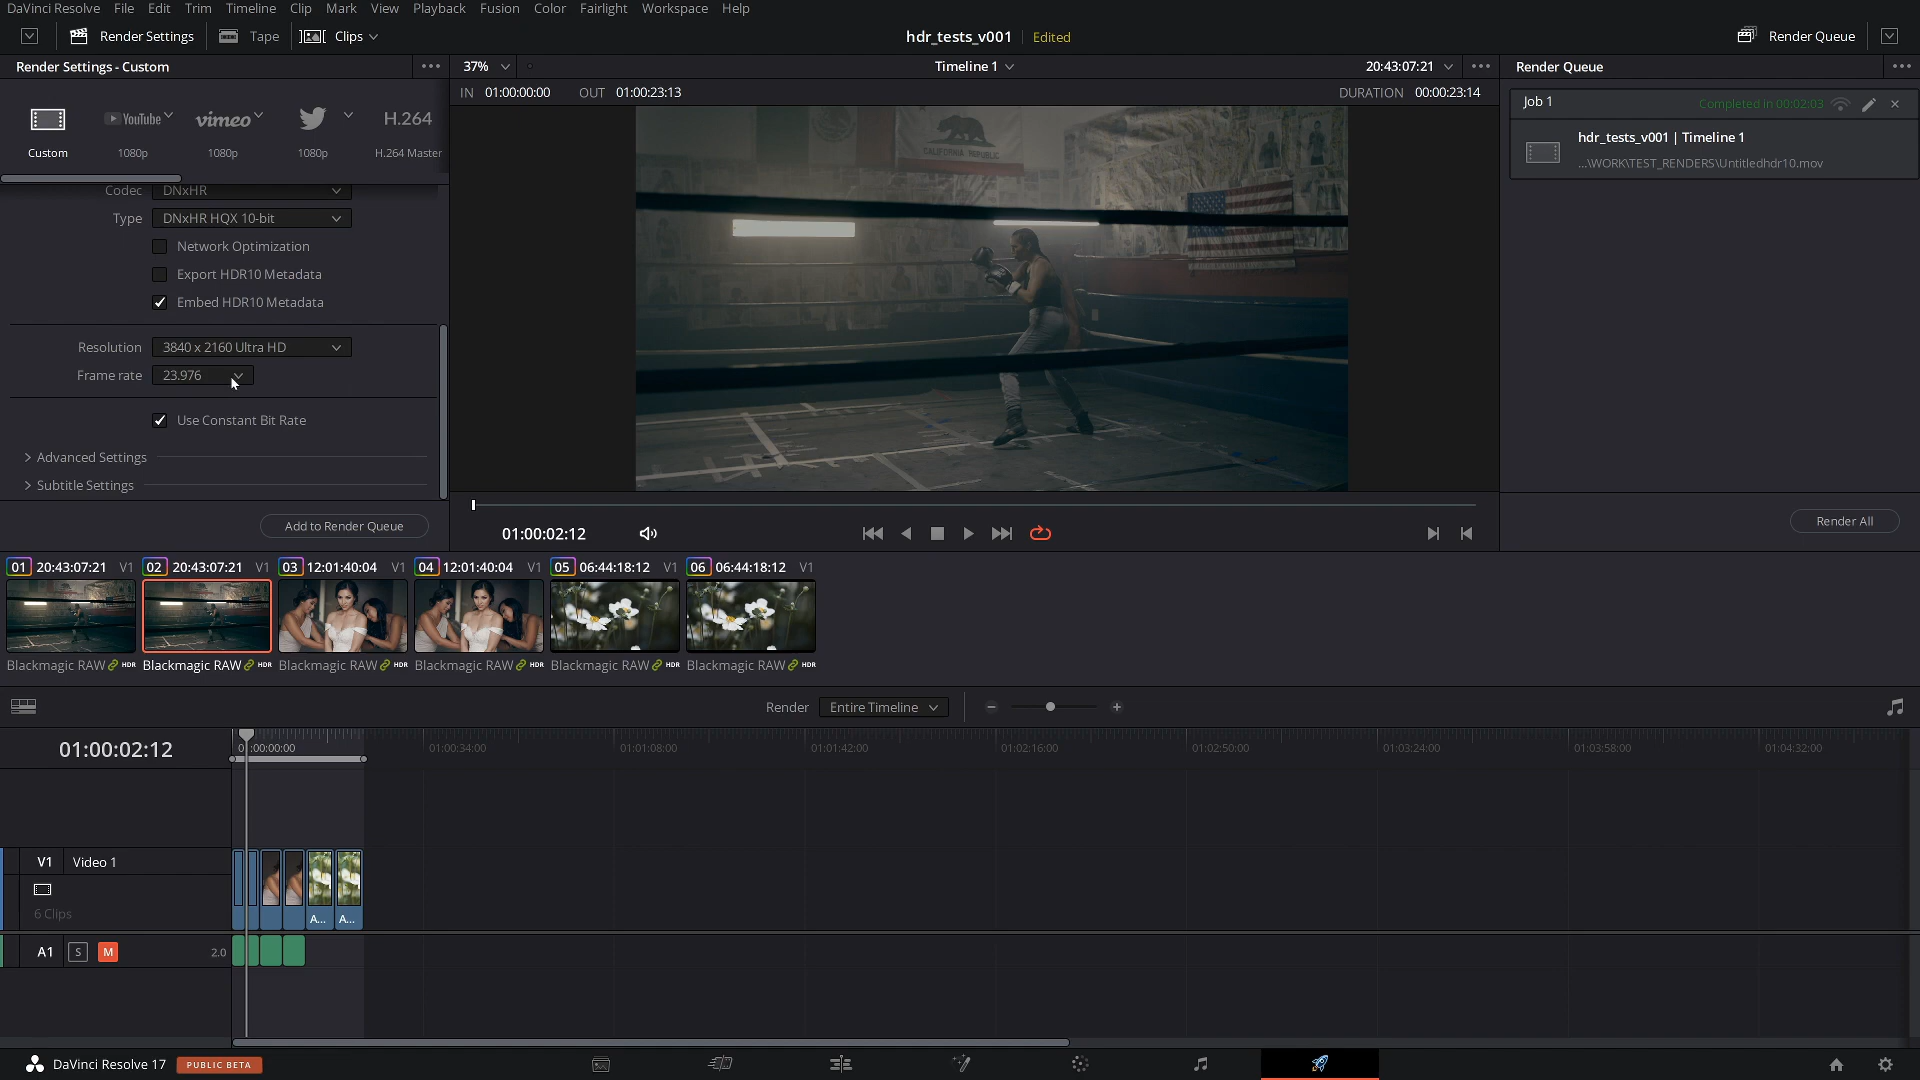 DaVinci Resolve File Edit Trim Timeline Clip Mark View Playback Fusion Color Fairlight Workspace Help
Render Settings Tape Clips hdr_tests_v001 Edited Render Queue
Render Settings - Custom 37% Timeline 1 20:43:07:21 Render Queue
IN 01:00:00:00 OUT 01:00:23:13 DURATION 00:00:23:14
Job 1 Completed in 00:02:03
hdr_tests_v001 | Timeline 1
...\WORK\TEST_RENDERS\Untitledhdr10.mov
YouTube vimeo H.264
Custom 1080p 1080p 1080p H.264 Master
CALIFORNIA REPUBLIC
Codec DNxHR
Type DNxHR HQX 10-bit
Network Optimization
Export HDR10 Metadata
Embed HDR10 Metadata
Resolution 3840 x 2160 Ultra HD
Frame rate 23.976
Use Constant Bit Rate
Advanced Settings
Subtitle Settings
Add to Render Queue
01:00:02:12
Render All
01 20:43:07:21 V1 02 20:43:07:21 V1 03 12:01:40:04 V1 04 12:01:40:04 V1 05 06:44:18:12 V1 06 06:44:18:12 V1
Blackmagic RAW HDR Blackmagic RAW HDR Blackmagic RAW HDR Blackmagic RAW HDR Blackmagic RAW HDR Blackmagic RAW HDR
Render Entire Timeline
01:00:02:12 01:00:00:00 01:00:34:00 01:01:08:00 01:01:42:00 01:02:16:00 01:02:50:00 01:03:24:00 01:03:58:00 01:04:32:00
V1 Video 1
6 Clips
A... A...
A1 S M 2.0
DaVinci Resolve 17 PUBLIC BETA